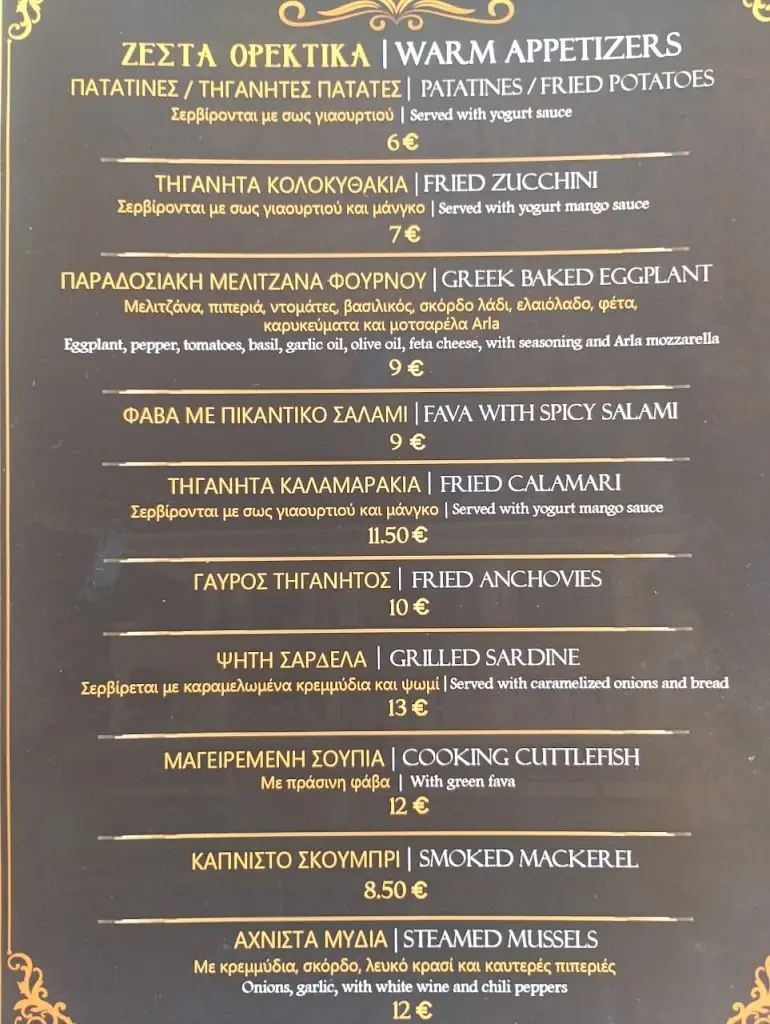 ΖΕΣΤΑ ΟΡΕΚΤΙΚΑ | WARM APPETIZERS
ΠΑΤΑΤΙΝΕΣ / ΤΗΓΑΝΗΤΕΣ ΠΑΤΑΤΕΣ | PATATINES / FRIED POTATOES
Σερβίρονται με σως γιαουρτιού | Served with yogurt sauce
6 €
ΤΗΓΑΝΗΤΑ ΚΟΛΟΚΥΘΑΚΙΑ | FRIED ZUCCHINI
Σερβίρονται με σως γιαουρτιού και μάνγκο | Served with yogurt mango sauce
7 €
ΠΑΡΑΔΟΣΙΑΚΗ ΜΕΛΙΤΖΑΝΑ ΦΟΥΡΝΟΥ | GREEK BAKED EGGPLANT
Μελιτζάνα, πιπεριά, ντομάτες, βασιλικός, σκόρδο λάδι, ελαιόλαδο, φέτα,
καρυκεύματα και μοτσαρέλα Arla
Eggplant, pepper, tomatoes, basil, garlic oil, olive oil, feta cheese, with seasoning and Arla mozzarella
9 €
ΦΑΒΑ ΜΕ ΠΙΚΑΝΤΙΚΟ ΣΑΛΑΜΙ | FAVA WITH SPICY SALAMI
9 €
ΤΗΓΑΝΗΤΑ ΚΑΛΑΜΑΡΑΚΙΑ | FRIED CALAMARI
Σερβίρονται με σως γιαουρτιού και μάνγκο | Served with yogurt mango sauce
11.50 €
ΓΑΥΡΟΣ ΤΗΓΑΝΗΤΟΣ | FRIED ANCHOVIES
10 €
ΨΗΤΗ ΣΑΡΔΕΛΑ | GRILLED SARDINE
Σερβίρεται με καραμελωμένα κρεμμύδια και ψωμί | Served with caramelized onions and bread
13 €
ΜΑΓΕΙΡΕΜΕΝΗ ΣΟΥΠΙΑ | COOKING CUTTLEFISH
Με πράσινη φάβα | With green fava
12 €
ΚΑΠΝΙΣΤΟ ΣΚΟΥΜΠΡΙ | SMOKED MACKEREL
8.50 €
ΑΧΝΙΣΤΑ ΜΥΔΙΑ | STEAMED MUSSELS
Με κρεμμύδια, σκόρδο, λευκό κρασί και καυτερές πιπεριές
Onions, garlic, with white wine and chili peppers
12 €